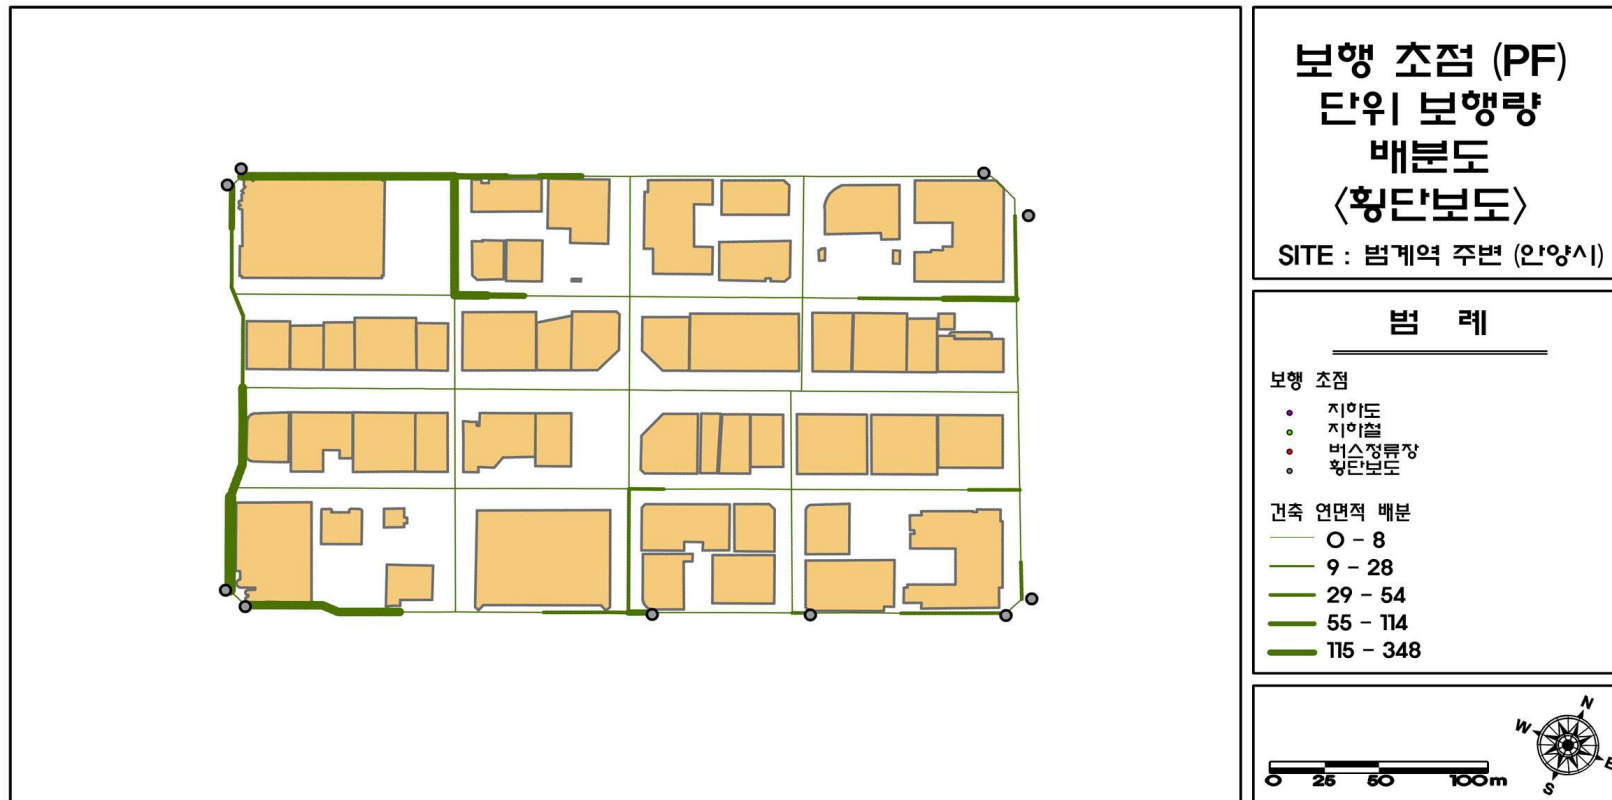 보행 초점 (PF)
단위 보행량
배분도
<횡단보도>
SITE : 범계역 주변 (안양시)
범 례
보행 초점
지하도
지하철
버스정류장
횡단보도
건축 연면적 배분
0 - 8
9 - 28
29 - 54
55 - 114
115 - 348
0 25 50 100m
N
W
E
S